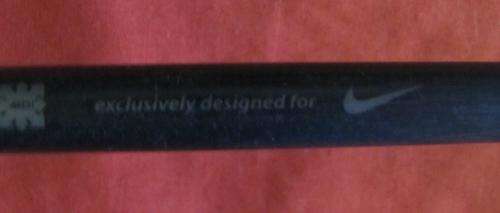 exclusively designed for